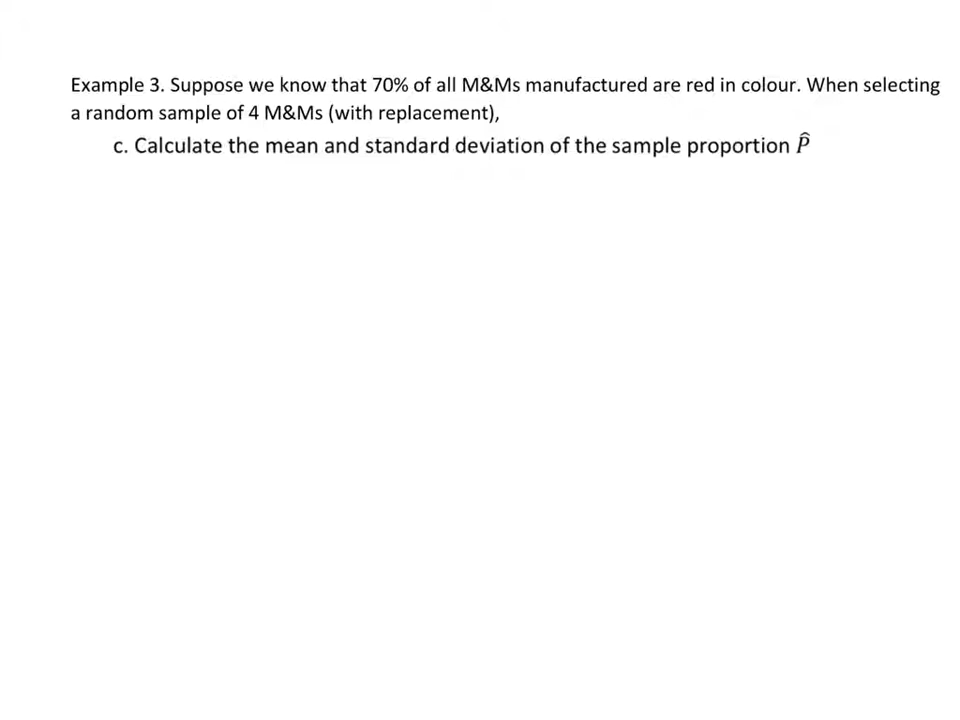 Example 3. Suppose we know that 70% of all M&Ms manufactured are red in colour. When selecting
a random sample of 4 M&Ms (with replacement),
c. Calculate the mean and standard deviation of the sample proportion P̂